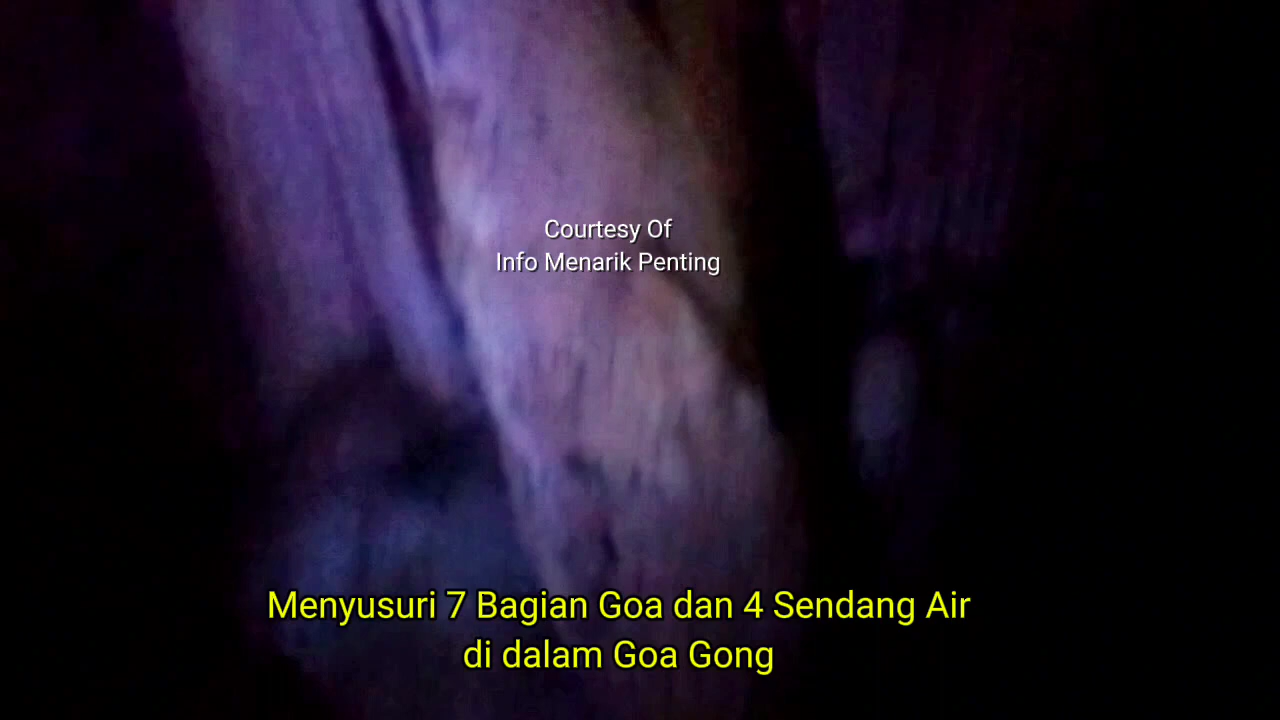 Courtesy Of
Info Menarik Penting
Menyusuri 7 Bagian Goa dan 4 Sendang Air
di dalam Goa Gong